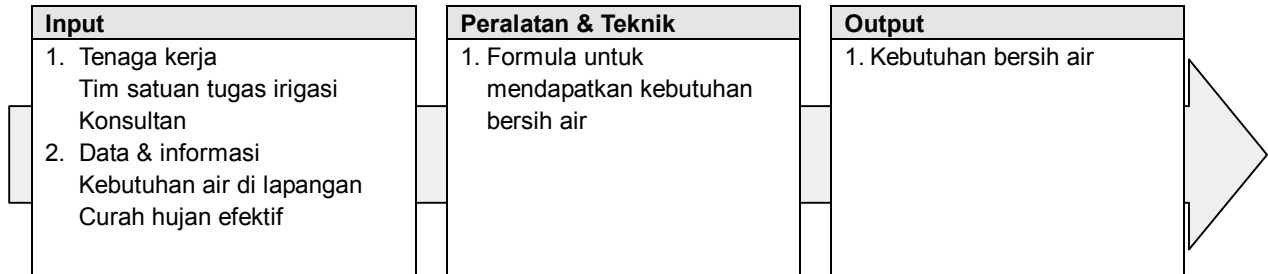 Input
1. Tenaga kerja
Tim satuan tugas irigasi
Konsultan
2. Data & informasi
Kebutuhan air di lapangan
Curah hujan efektif
Peralatan & Teknik
1. Formula untuk
mendapatkan kebutuhan
bersih air
Output
1. Kebutuhan bersih air